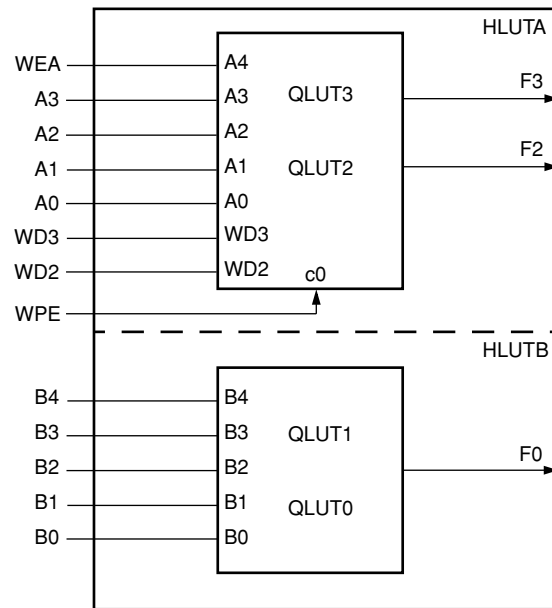 HLUTA
WEA A4
QLUT3 F3
A3 A3
A2 A2
A1 A1 QLUT2 F2
A0 A0
WD3 WD3
WD2 WD2
c0
WPE
HLUTB
B4 B4
B3 B3 QLUT1
B2 B2 F0
B1 B1 QLUT0
B0 B0